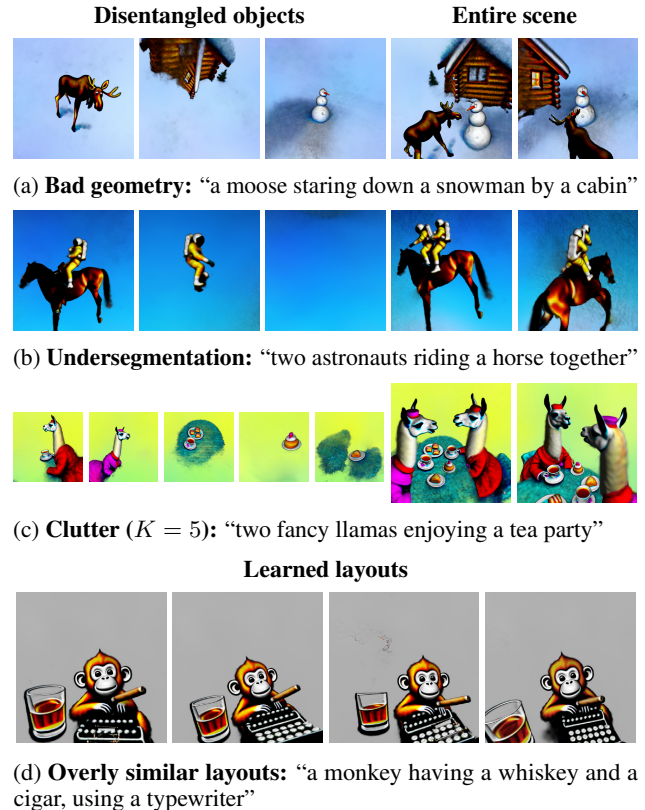 Disentangled objects Entire scene
(a) Bad geometry: “a moose staring down a snowman by a cabin”
(b) Undersegmentation: “two astronauts riding a horse together”
(c) Clutter (K = 5): “two fancy llamas enjoying a tea party”
Learned layouts
(d) Overly similar layouts: “a monkey having a whiskey and a
cigar, using a typewriter”